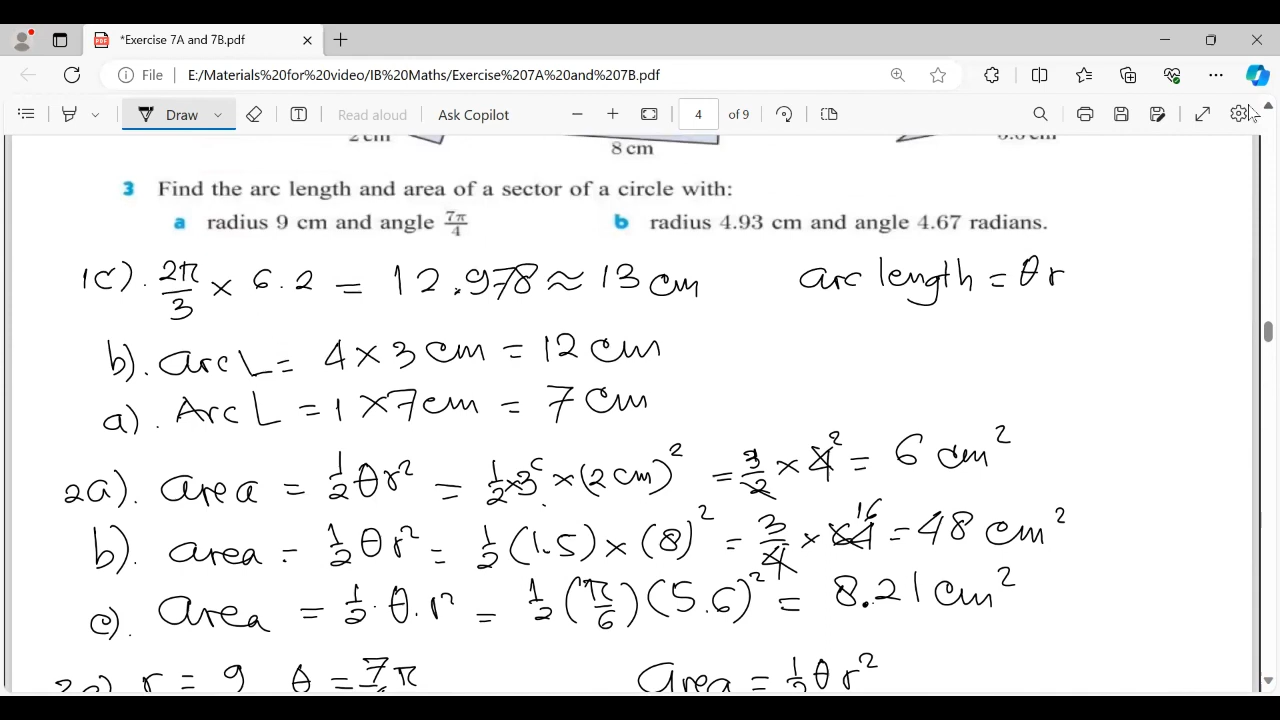 *Exercise 7A and 7B.pdf
File E:/Materials%20for%20video/IB%20Maths/Exercise%207A%20and%207B.pdf
Draw Read aloud Ask Copilot 4 of 9
2 cm 8 cm
3 Find the arc length and area of a sector of a circle with:
a radius 9 cm and angle 7π/4 b radius 4.93 cm and angle 4.67 radians.
1c). 2π/3 × 6.2 = 12.978 ≈ 13 cm arc length = θr
b). arc L = 4 × 3 cm = 12 cm
a). Arc L = 1 × 7 cm = 7 cm
2a). area = 1/2 θr² = 1/2 × 3ᶜ × (2 cm)² = 3/2 × 4² = 6 cm²
b). area = 1/2 θr² = 1/2 (1.5) × (8)² = 3/4 × 64 16 = 48 cm²
c). area = 1/2 · θ. r² = 1/2 (π/6) (5.6)² = 8.21 cm²
r = 9 θ = 7π area = 1/2 θ r²